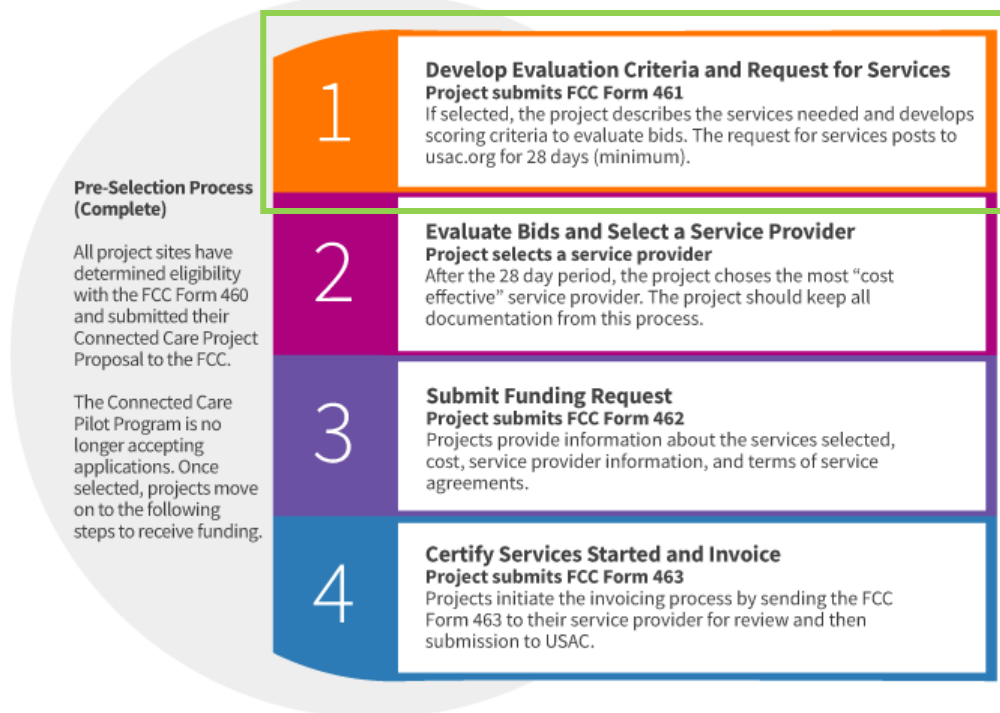 Pre-Selection Process
(Complete)
All project sites have
determined eligibility
with the FCC Form 460
and submitted their
Connected Care Project
Proposal to the FCC.
The Connected Care
Pilot Program is no
longer accepting
applications. Once
selected, projects move
on to the following
steps to receive funding.
1
Develop Evaluation Criteria and Request for Services
Project submits FCC Form 461
If selected, the project describes the services needed and develops
scoring criteria to evaluate bids. The request for services posts to
usac.org for 28 days (minimum).
2
Evaluate Bids and Select a Service Provider
Project selects a service provider
After the 28 day period, the project choses the most “cost
effective” service provider. The project should keep all
documentation from this process.
3
Submit Funding Request
Project submits FCC Form 462
Projects provide information about the services selected,
cost, service provider information, and terms of service
agreements.
4
Certify Services Started and Invoice
Project submits FCC Form 463
Projects initiate the invoicing process by sending the FCC
Form 463 to their service provider for review and then
submission to USAC.